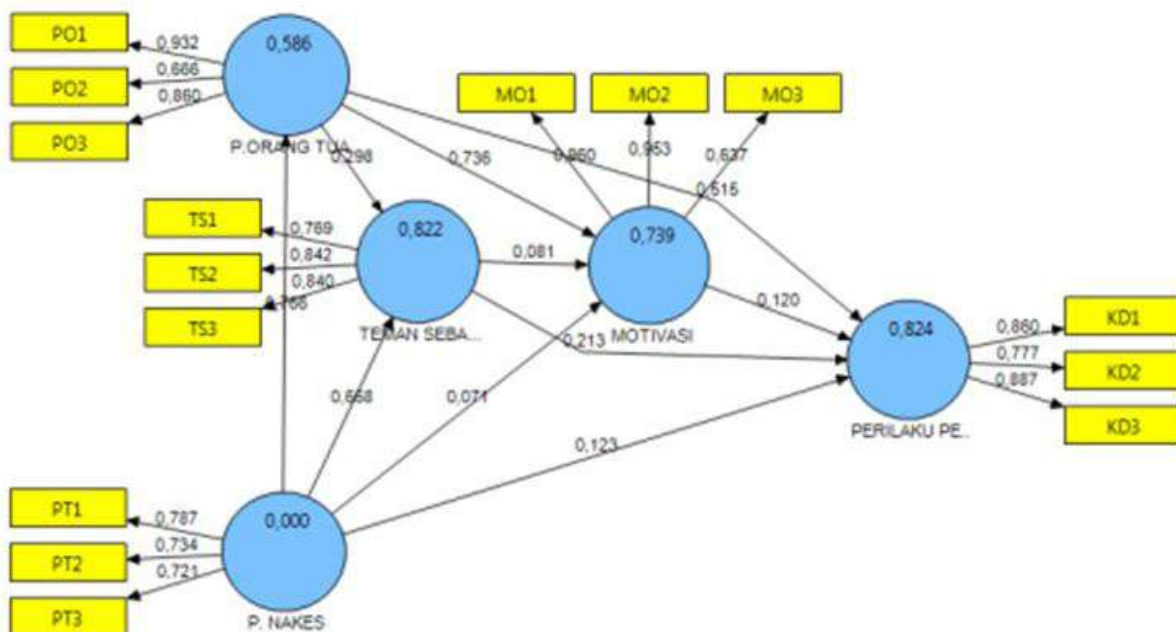 PO1
0,932
0,586
PO2
0,666
MO1
MO2
MO3
0,860
PO3
P.ORANG TUA
0,298
0,736
0,953
0,637
0,515
TS1
0,769
0,822
0,739
TS2
0,842
0,081
0,840
0,766
0,120
TS3
KD1
0,860
TEMAN SEBA...
0,213
MOTIVASI
0,824
0,777
KD2
0,887
0,658
0,071
PERILAKU PE..
KD3
0,123
PT1
0,787
0,000
0,734
PT2
0,721
PT3
P. NAKES